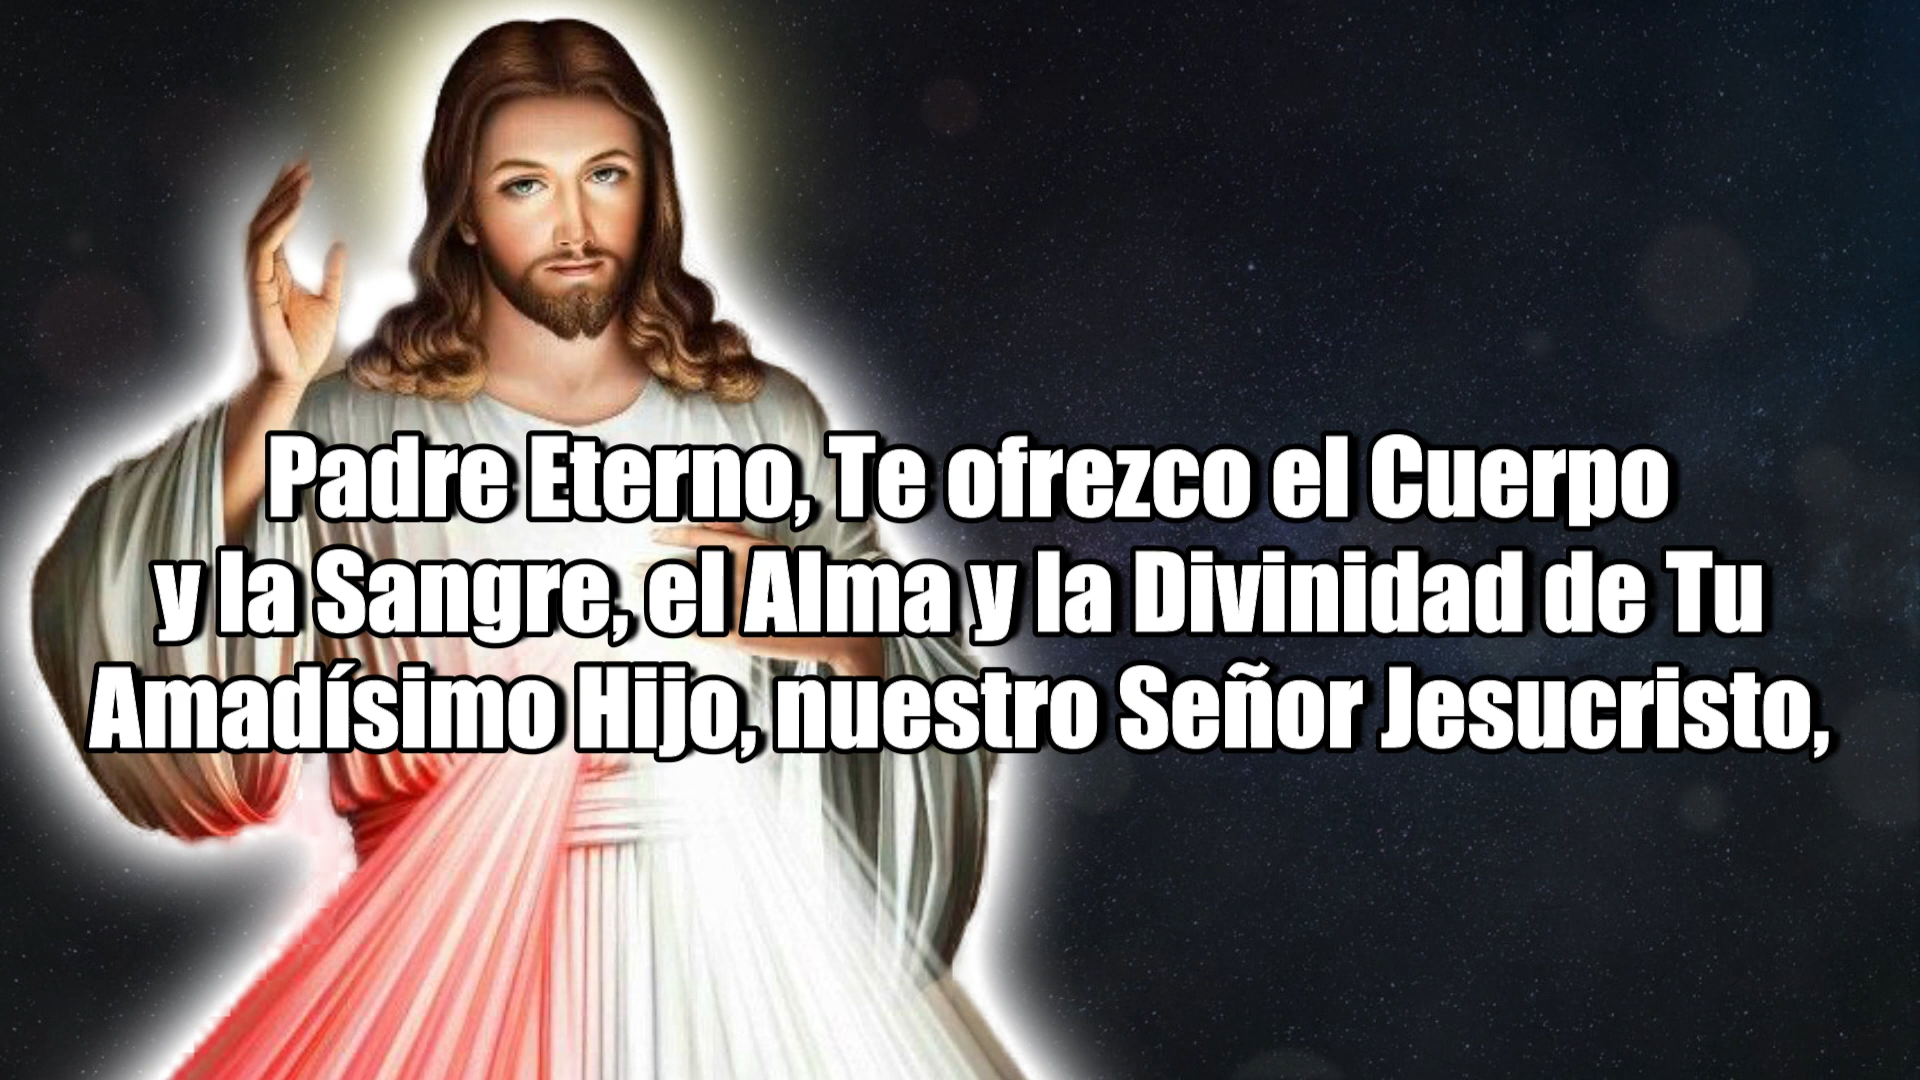 Padre Eterno, Te ofrezco el Cuerpo
y la Sangre, el Alma y la Divinidad de Tu
Amadísimo Hijo, nuestro Señor Jesucristo,